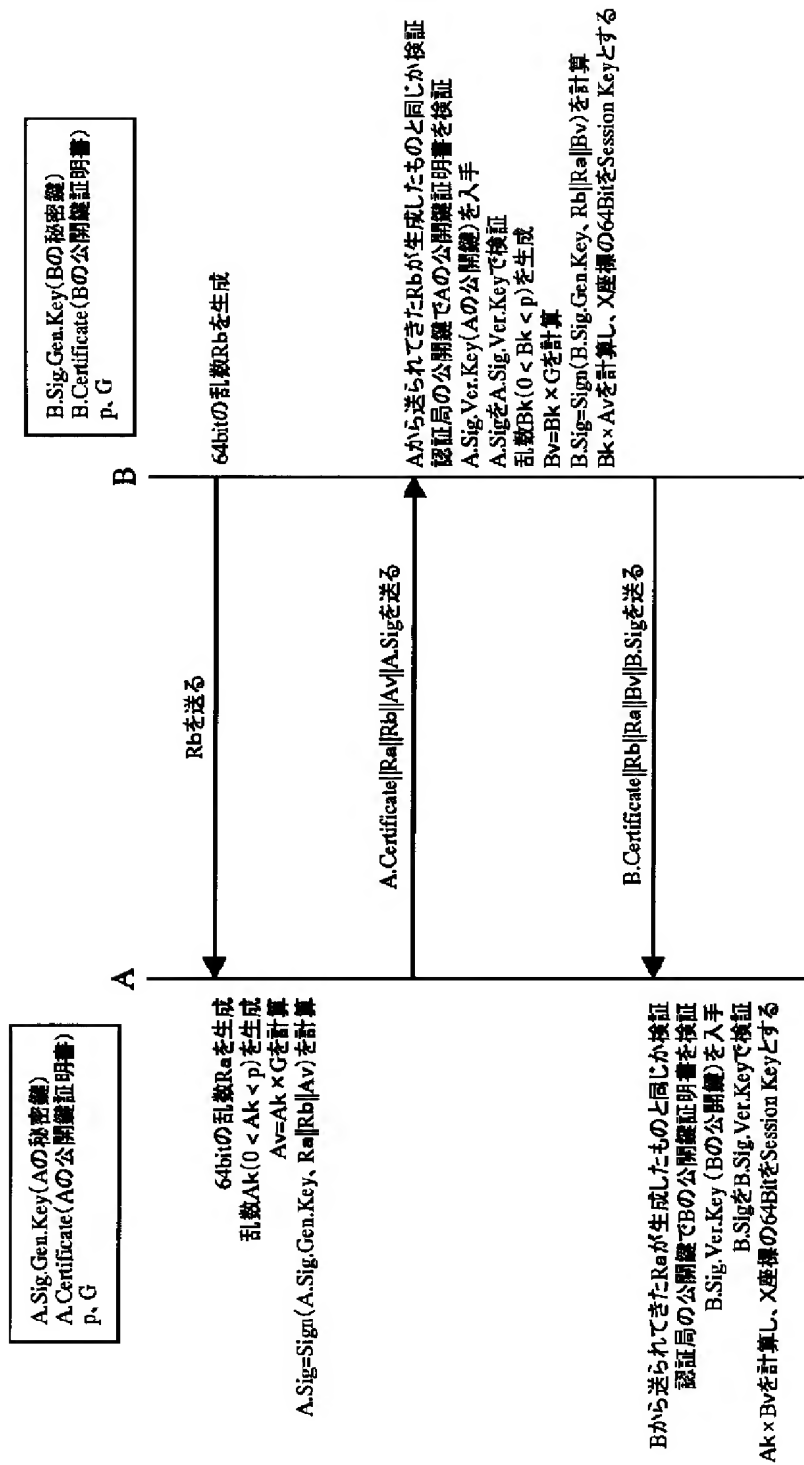 A.Sig.Gen.Key(Aの秘密鍵)
A.Certificate(Aの公開鍵証明書)
p、G
B.Sig.Gen.Key(Bの秘密鍵)
B.Certificate(Bの公開鍵証明書)
p、G
A
B
64bitの乱数Rbを生成
Rbを送る
64bitの乱数Raを生成
乱数Ak(0<Ak<p)を生成
Av=Ak×Gを計算
A.Sig=Sign(A.Sig.Gen.Key、Ra||Rb||Av)を計算
A.Certificate||Ra||Rb||Av||A.Sigを送る
Aから送られてきたRbが生成したものと同じか検証
認証局の公開鍵でAの公開鍵証明書を検証
A.Sig.Ver.Key(Aの公開鍵)を入手
A.SigをA.Sig.Ver.Keyで検証
乱数Bk(0<Bk<p)を生成
Bv=Bk×Gを計算
B.Sig=Sign(B.Sig.Gen.Key、Rb||Ra||Bv)を計算
Bk×Avを計算し、X座標の64BitをSession Keyとする
B.Certificate||Rb||Ra||Bv||B.Sigを送る
Bから送られてきたRaが生成したものと同じか検証
認証局の公開鍵でBの公開鍵証明書を検証
B.Sig.Ver.Key(Bの公開鍵)を入手
B.SigをB.Sig.Ver.Keyで検証
Ak×Bvを計算し、X座標の64BitをSession Keyとする